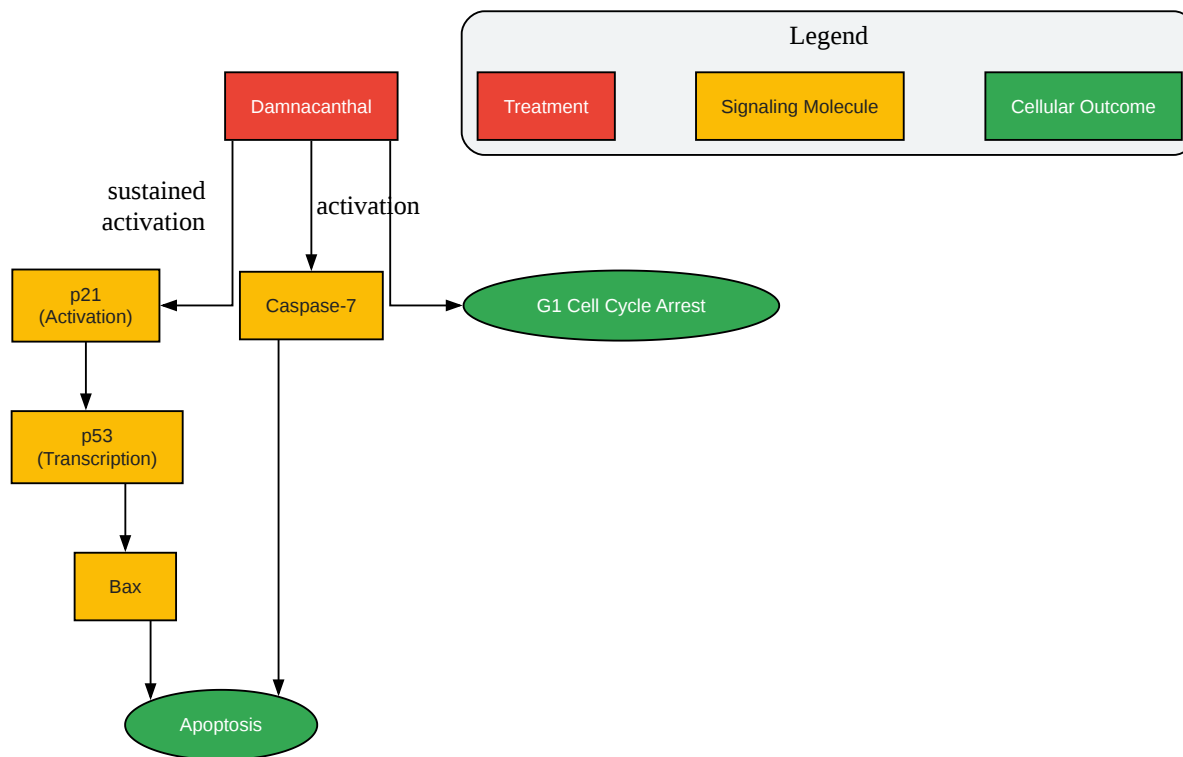 Legend
Damnacanthal
Treatment
Signaling Molecule
Cellular Outcome
sustained
activation
activation
p21
(Activation)
Caspase-7
G1 Cell Cycle Arrest
p53
(Transcription)
Bax
Apoptosis